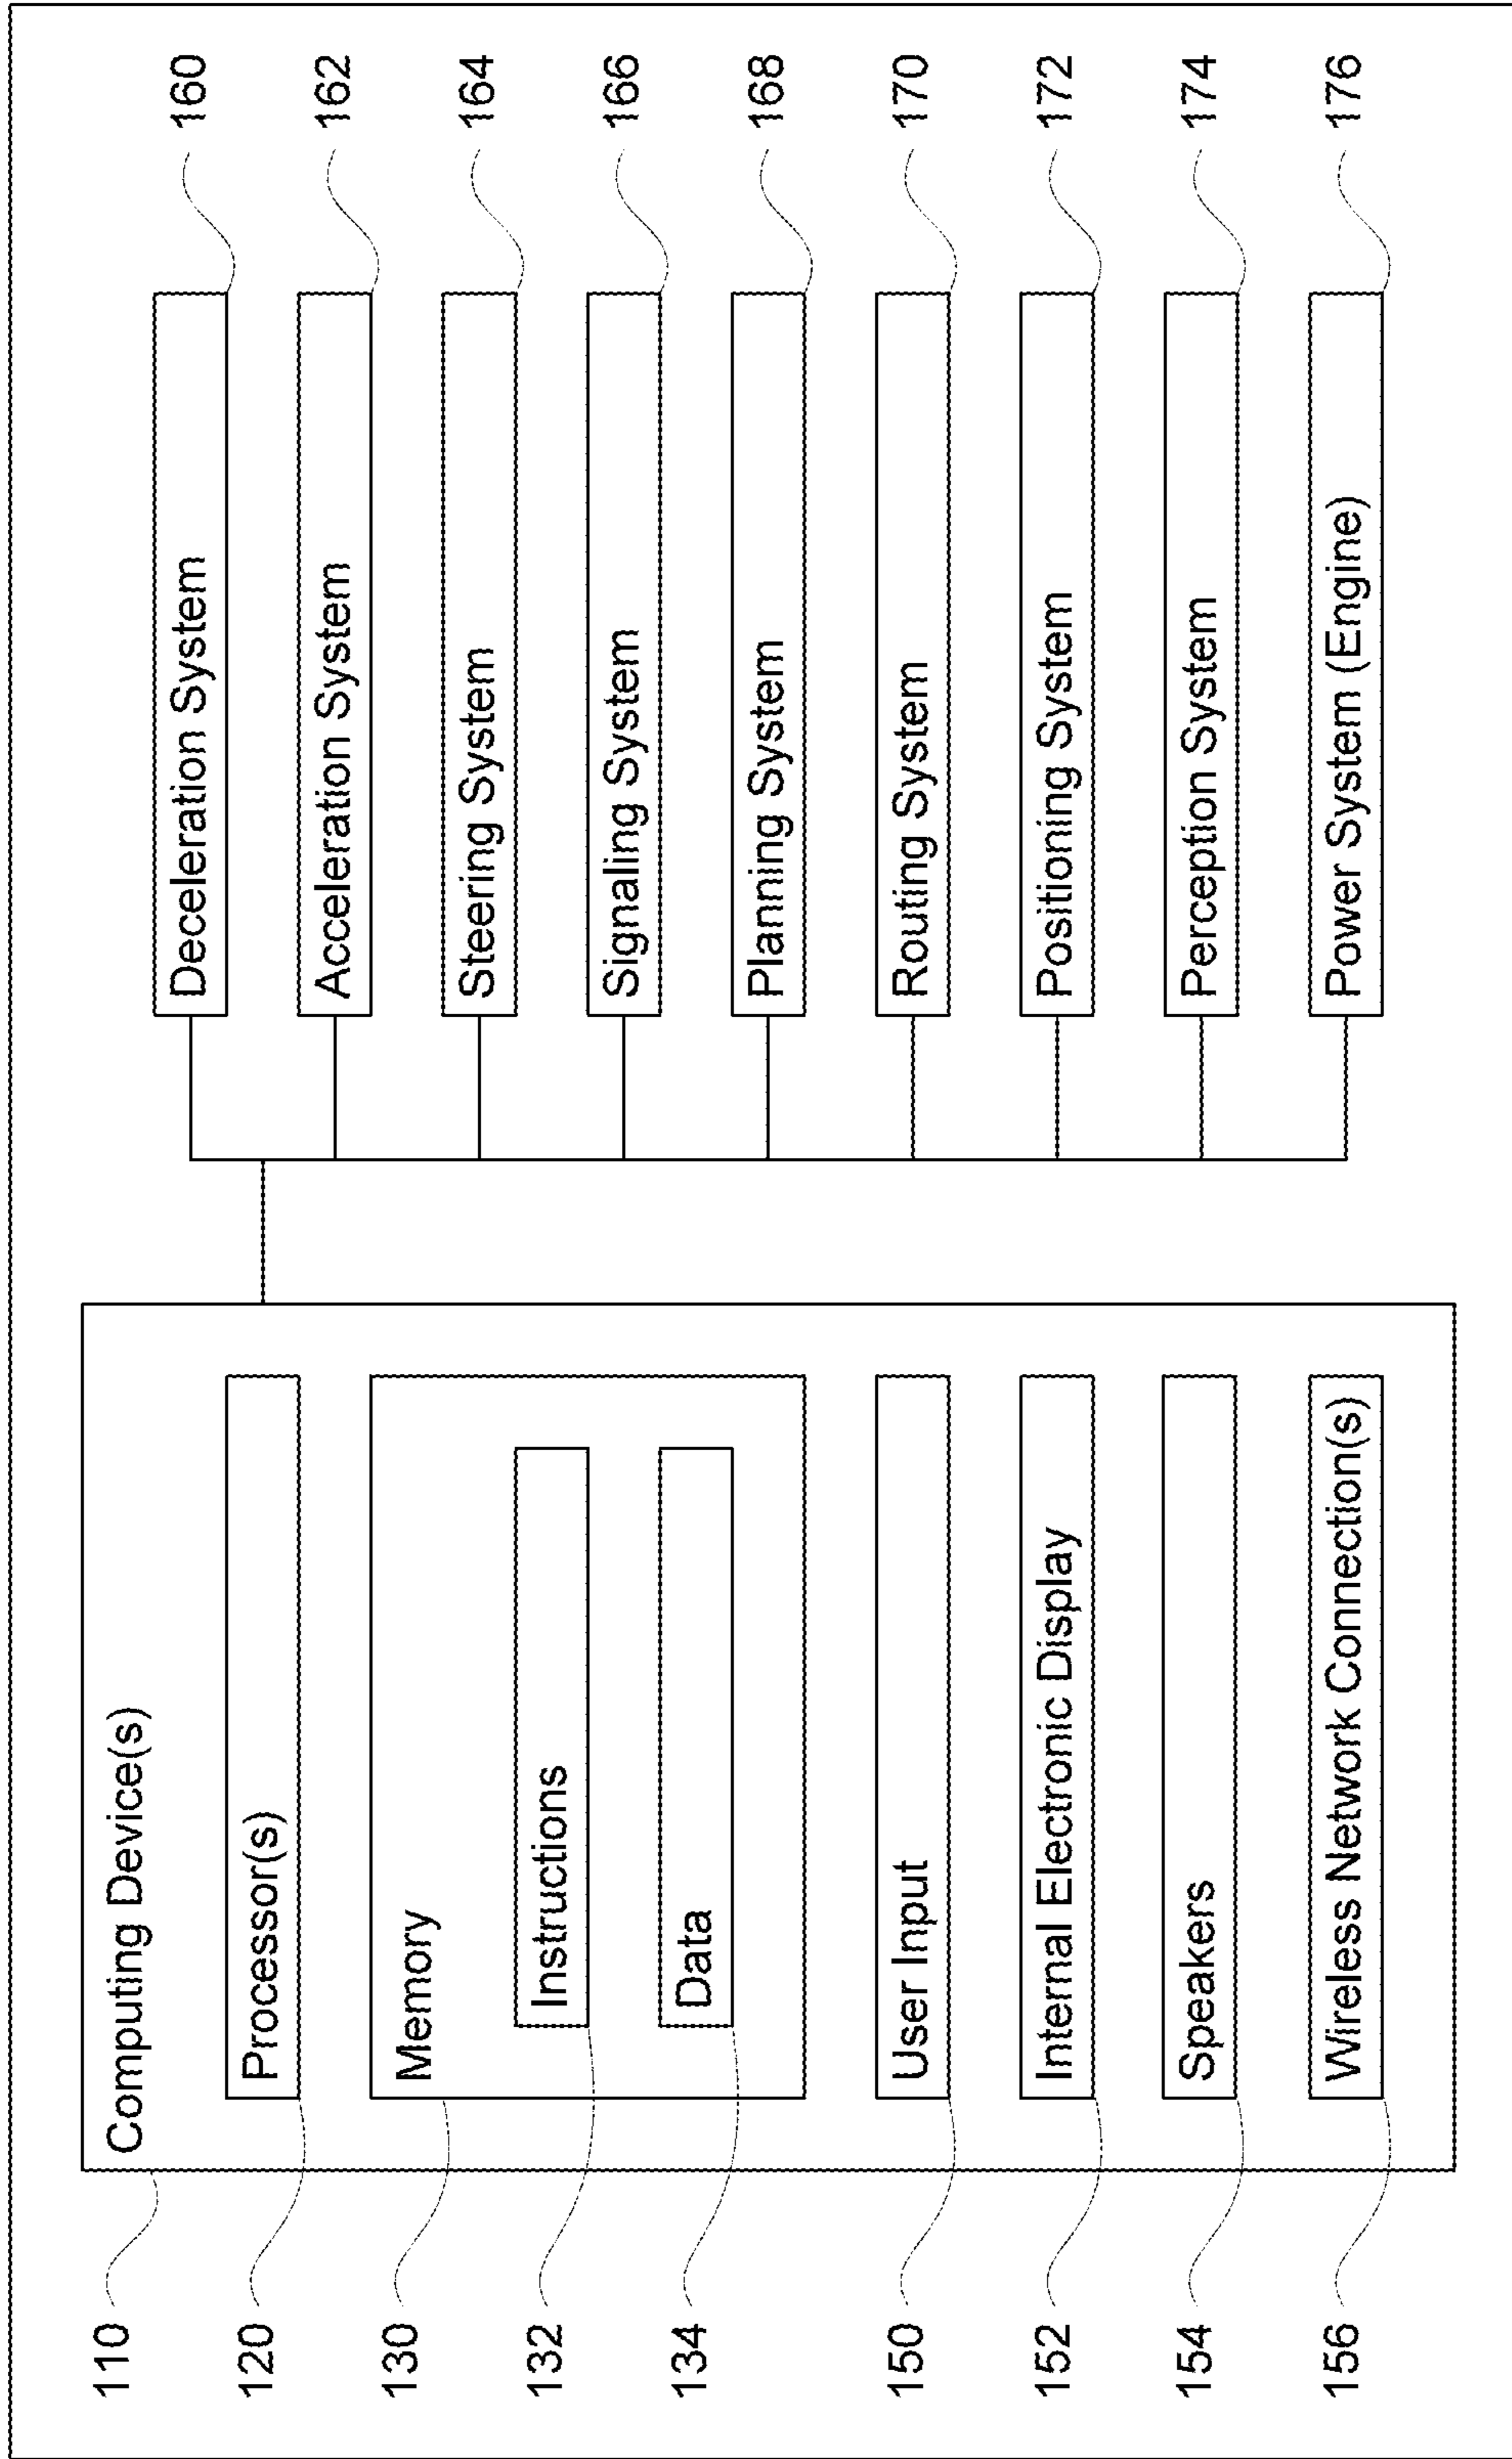 110
Computing Device(s)
120
Processor(s)
130
Memory
132
Instructions
134
Data
150
User Input
152
Internal Electronic Display
154
Speakers
156
Wireless Network Connection(s)
Deceleration System
160
Acceleration System
162
Steering System
164
Signaling System
166
Planning System
168
Routing System
170
Positioning System
172
Perception System
174
Power System (Engine)
176